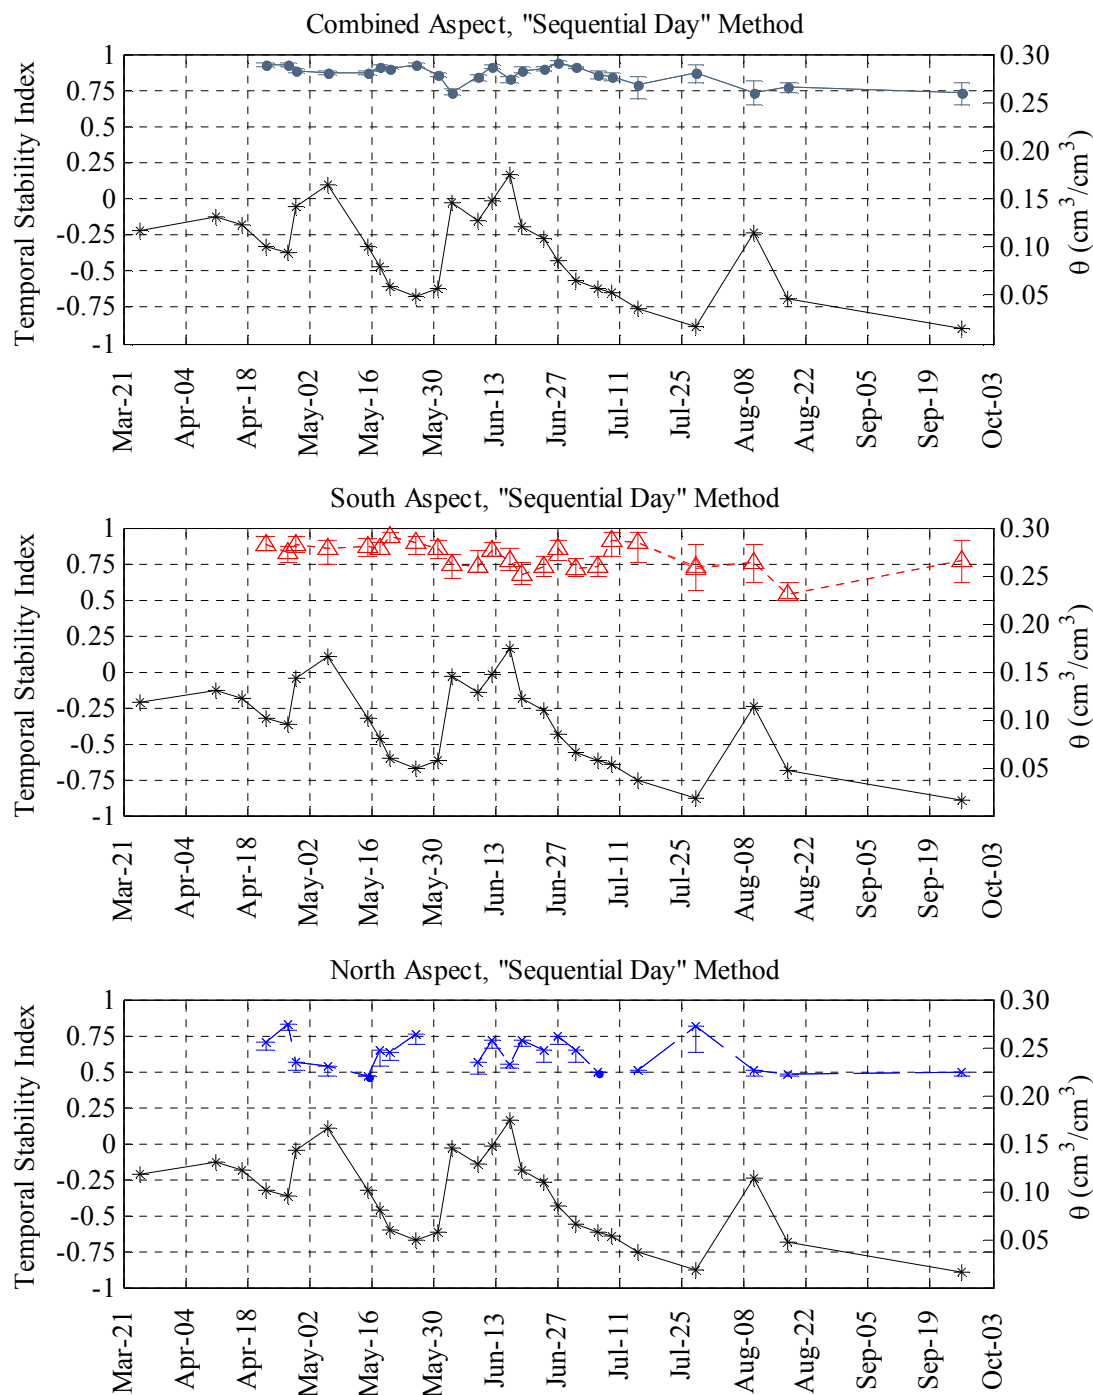 Combined Aspect, "Sequential Day" Method
Temporal Stability Index
1
0.75
0.5
0.25
0
-0.25
-0.5
-0.75
-1
0.30
0.25
0.20
0.15
0.10
0.05
θ (cm³/cm³)
Mar-21
Apr-04
Apr-18
May-02
May-16
May-30
Jun-13
Jun-27
Jul-11
Jul-25
Aug-08
Aug-22
Sep-05
Sep-19
Oct-03
South Aspect, "Sequential Day" Method
Temporal Stability Index
1
0.75
0.5
0.25
0
-0.25
-0.5
-0.75
-1
0.30
0.25
0.20
0.15
0.10
0.05
θ (cm³/cm³)
Mar-21
Apr-04
Apr-18
May-02
May-16
May-30
Jun-13
Jun-27
Jul-11
Jul-25
Aug-08
Aug-22
Sep-05
Sep-19
Oct-03
North Aspect, "Sequential Day" Method
Temporal Stability Index
1
0.75
0.5
0.25
0
-0.25
-0.5
-0.75
-1
0.30
0.25
0.20
0.15
0.10
0.05
θ (cm³/cm³)
Mar-21
Apr-04
Apr-18
May-02
May-16
May-30
Jun-13
Jun-27
Jul-11
Jul-25
Aug-08
Aug-22
Sep-05
Sep-19
Oct-03